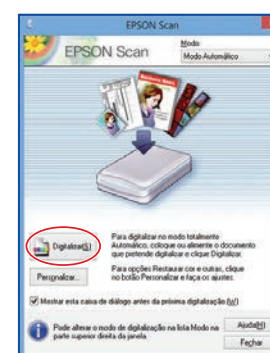 EPSON Scan
EPSON Scan
Modo:
Modo Automático
Digitalizar(S)
Para digitalizar no modo totalmente
Automático, coloque ou alimente o documento
que pretende digitalizar e clique Digitalizar.
Personalizar...
Para opções Restaurar cor e outras, clique
no botão Personalizar e faça os ajustes.
Mostrar esta caixa de diálogo antes da próxima digitalização.(W)
Pode alterar o modo de digitalização na lista Modo na
parte superior direita da janela.
Ajuda(H)
Fechar